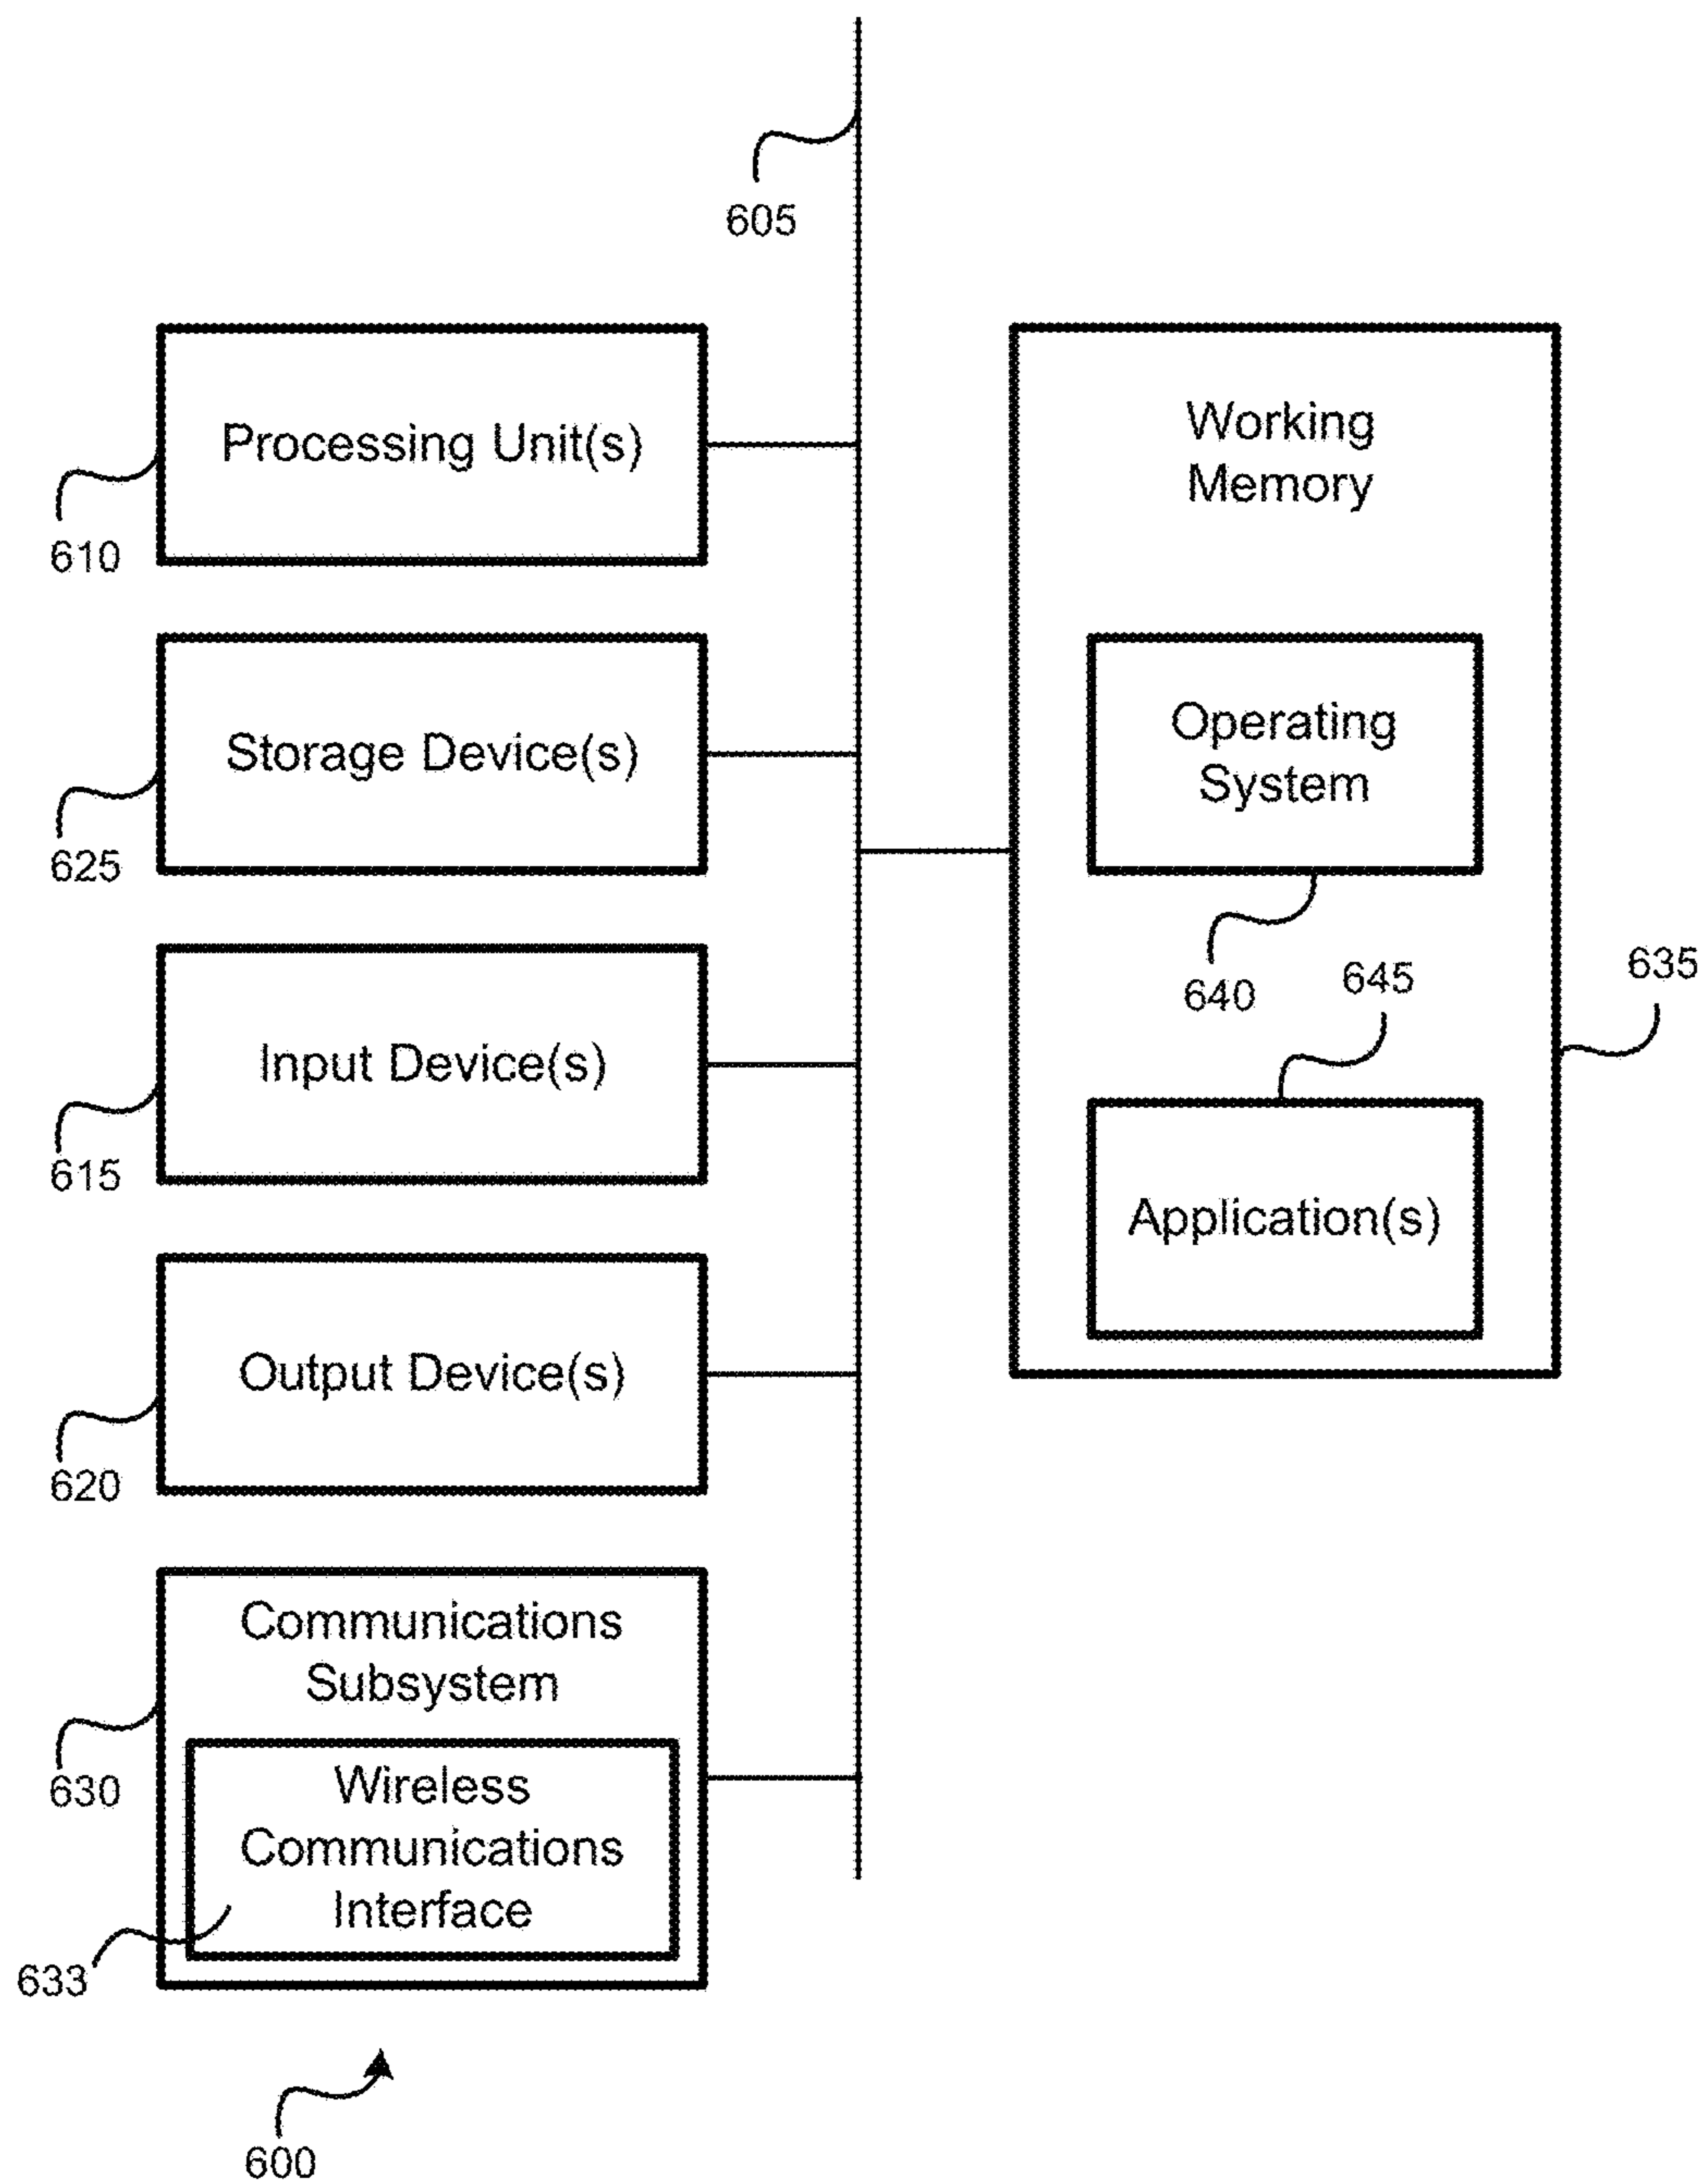 605
Processing Unit(s)
610
Storage Device(s)
625
Input Device(s)
615
Output Device(s)
620
Communications
Subsystem
630
Wireless
Communications
Interface
633
600
Working
Memory
Operating
System
640
645
635
Application(s)